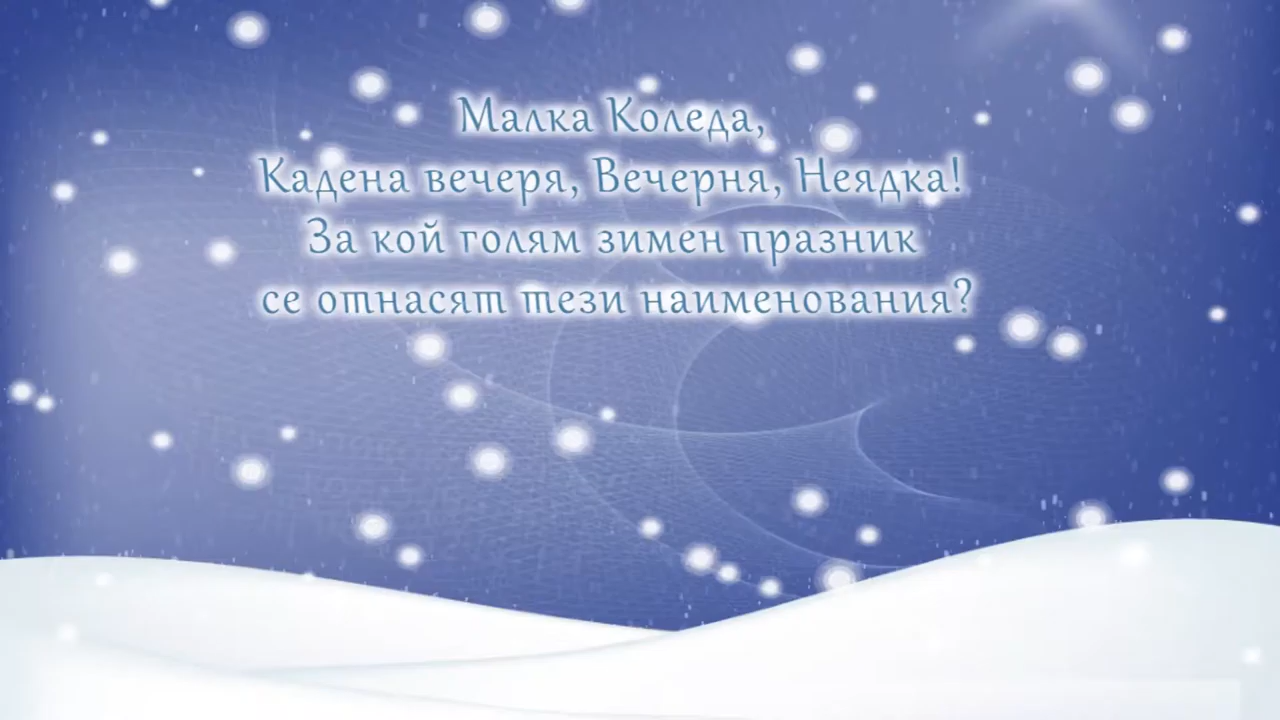 Малка Коледа,
Кадена вечеря, Вечерня, Неядка!
За кой голям зимен празник
се отнасят тези наименования?